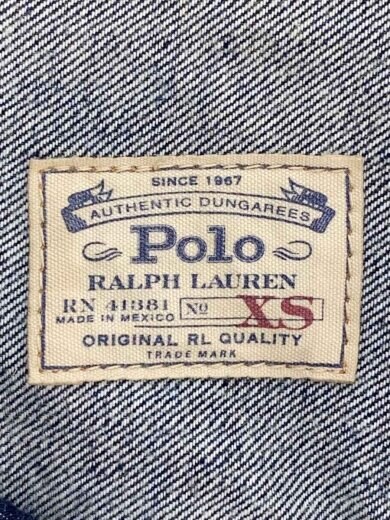 SINCE 1967
AUTHENTIC DUNGAREES
Polo
RALPH LAUREN
RN 41381 No XS
MADE IN MEXICO
ORIGINAL RL QUALITY
TRADE MARK